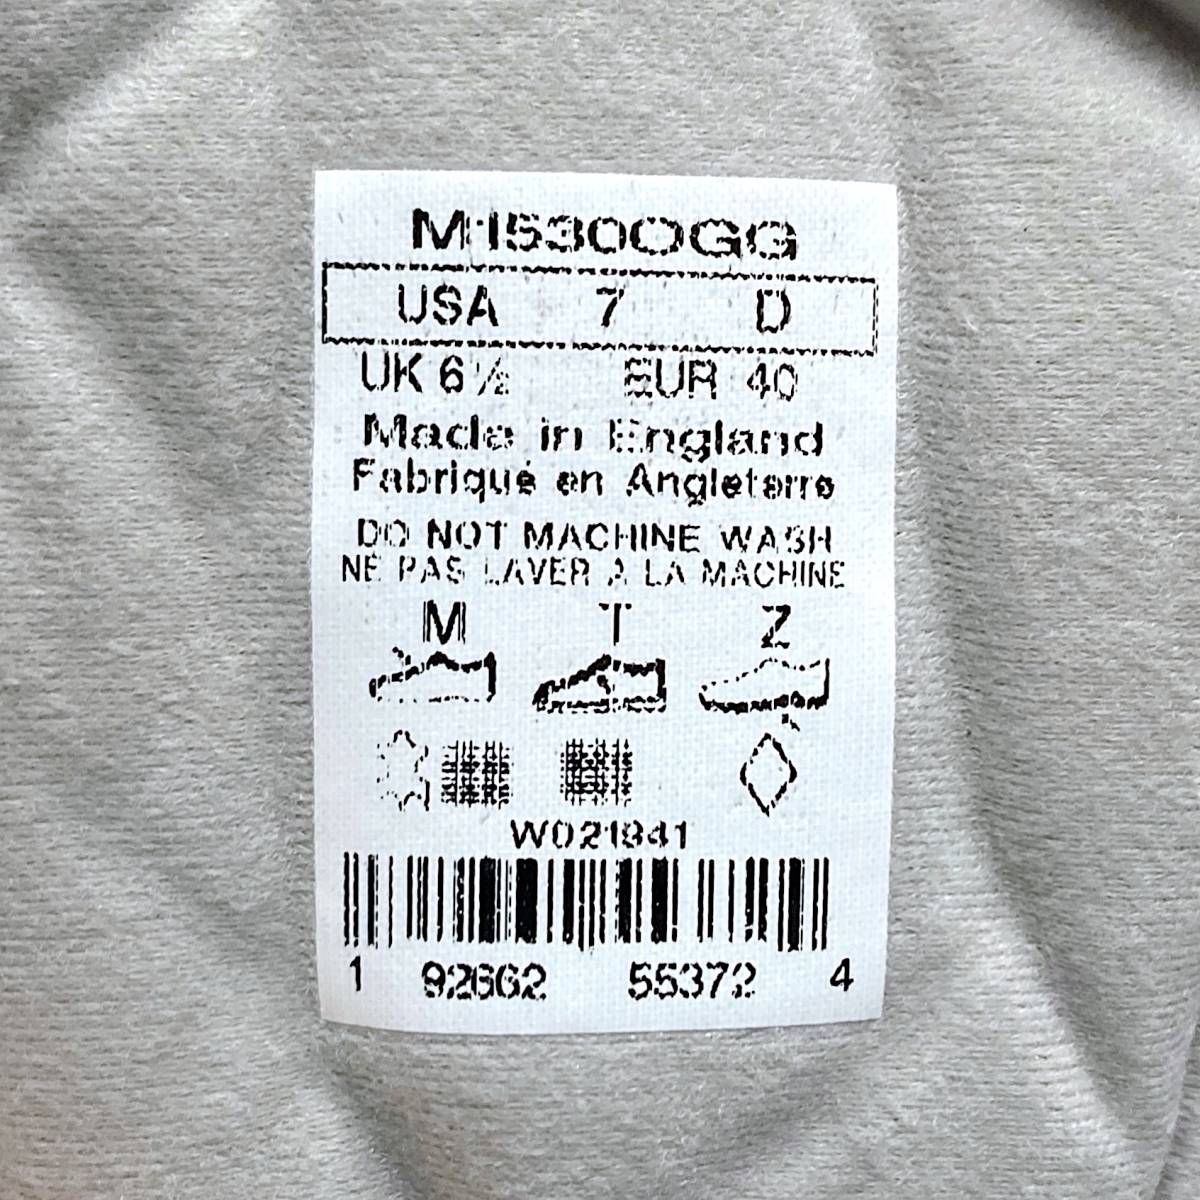 M1530OGG
USA 7 D
UK 6½ EUR 40
Made in England
Fabriqué en Angleterre
DO NOT MACHINE WASH
NE PAS LAVER A LA MACHINE
M T Z
W021941
1 92662 55372 4